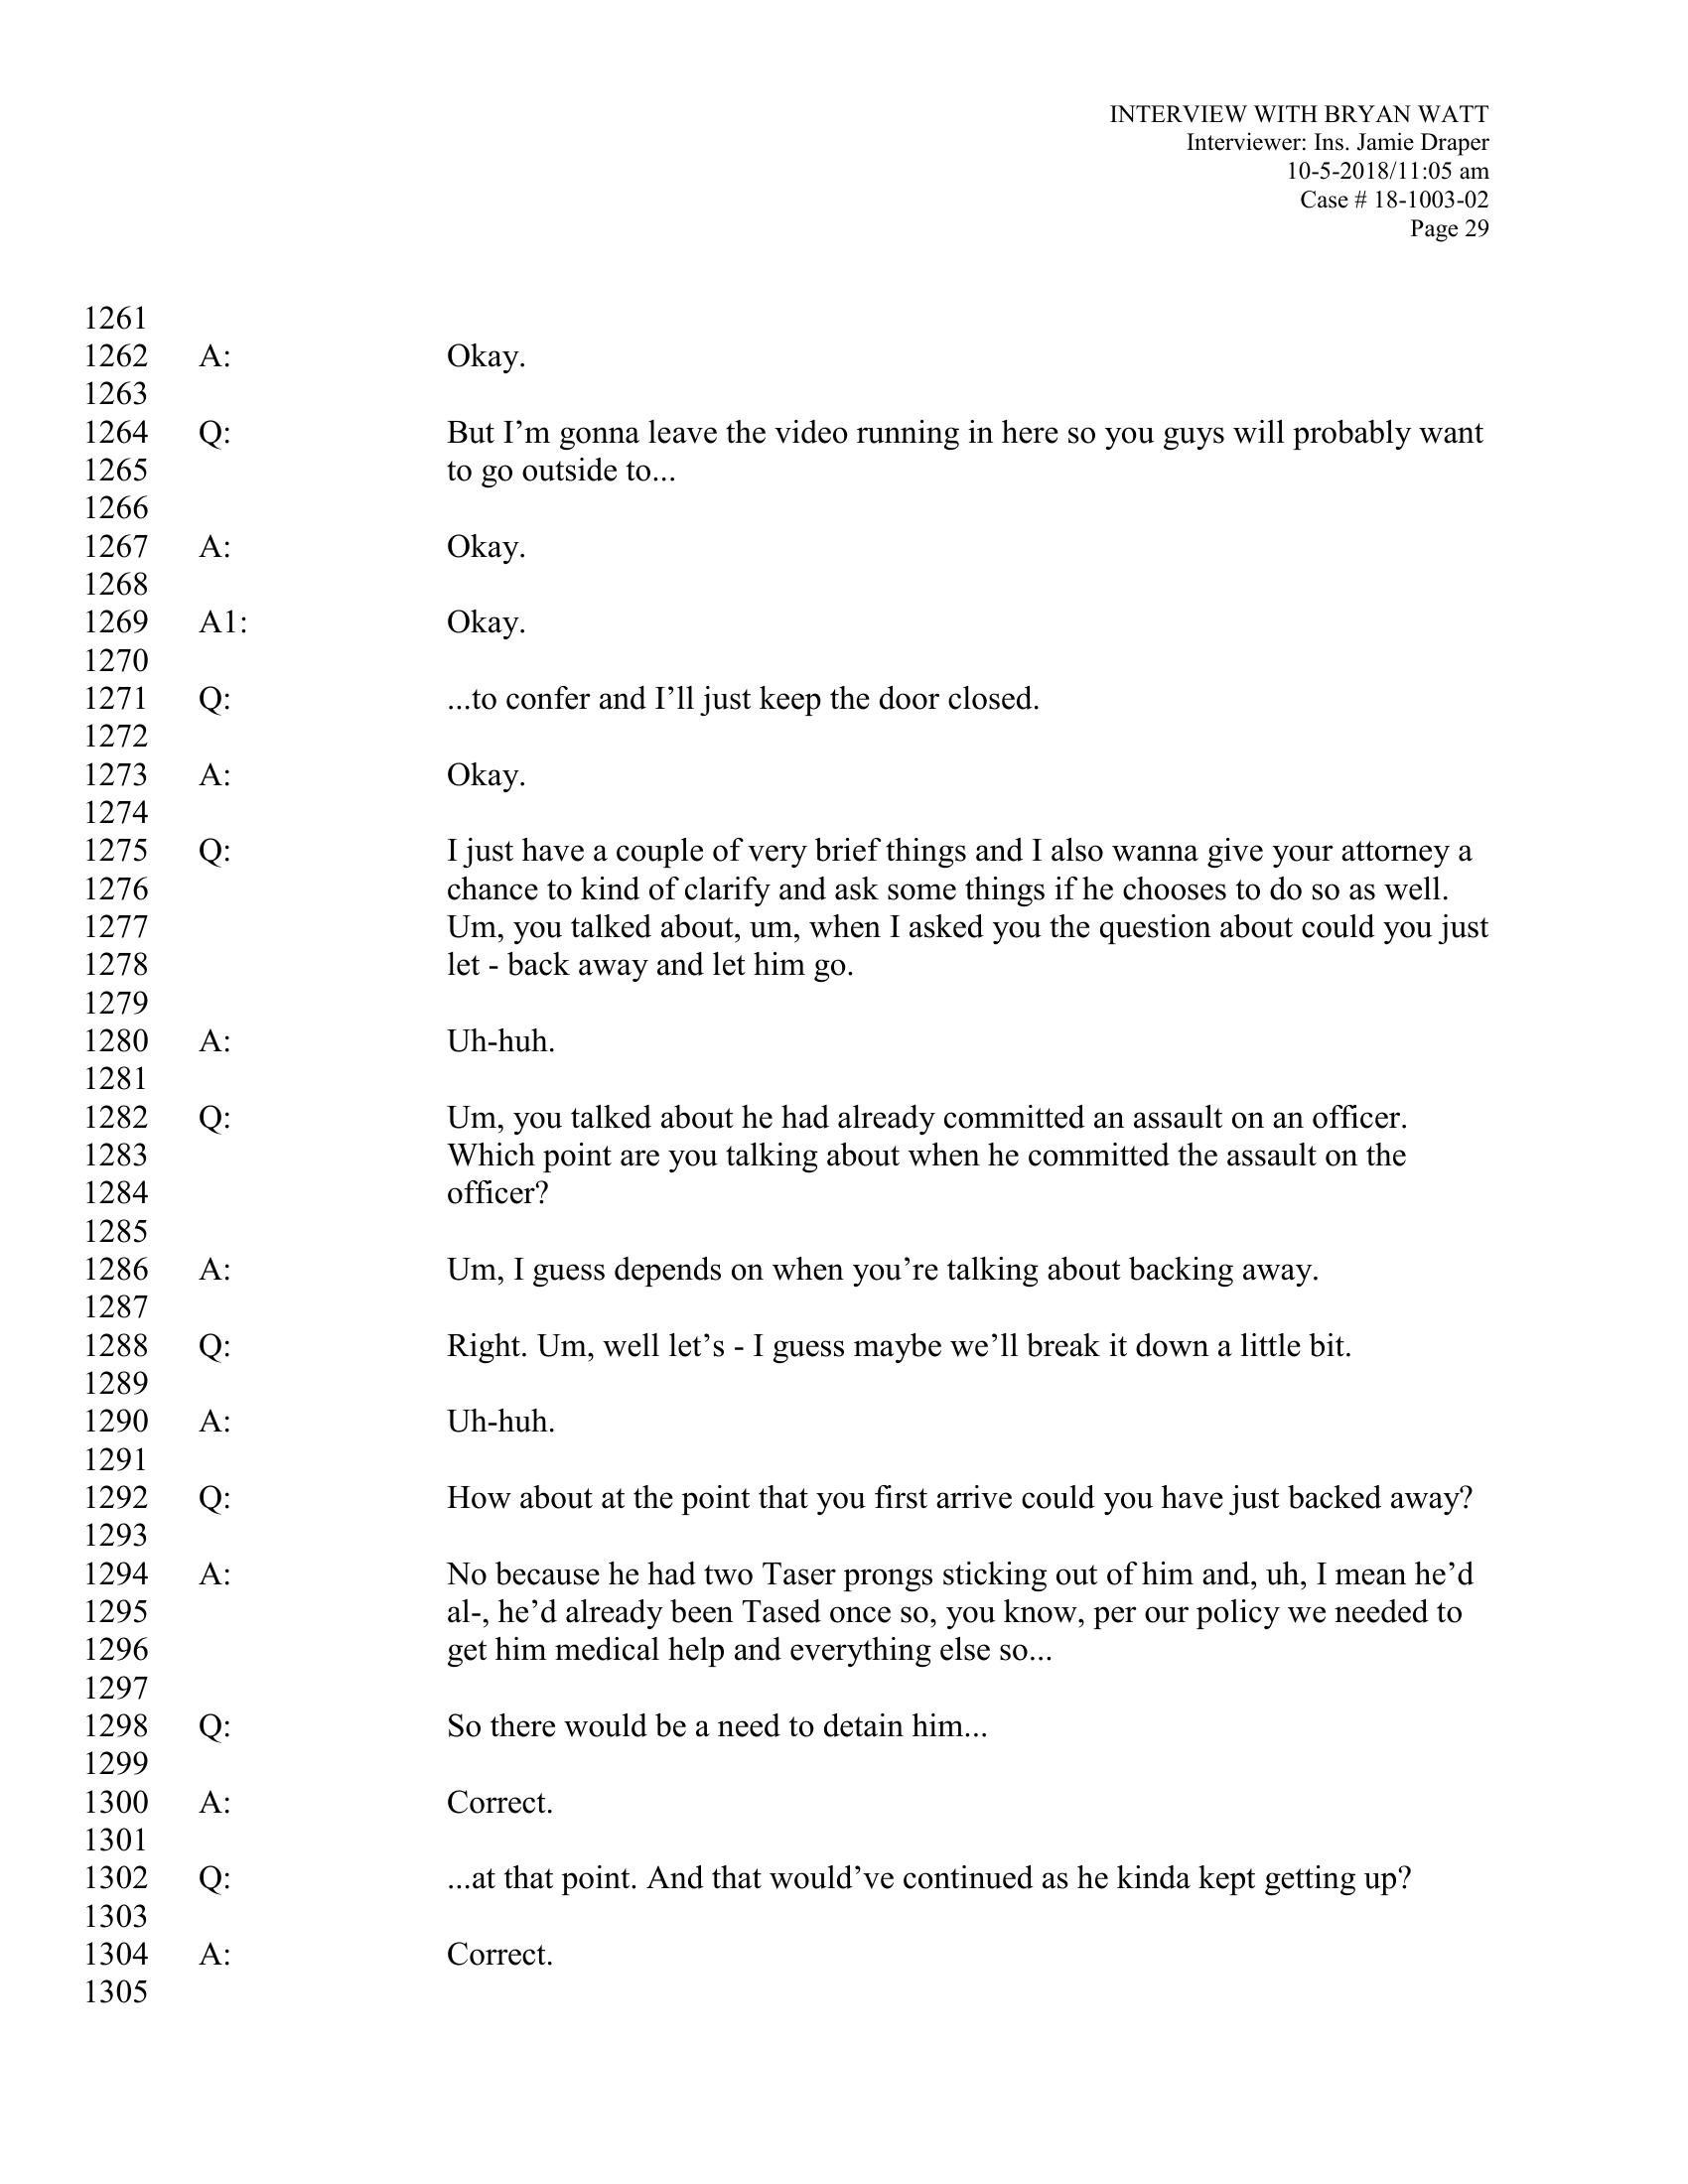 INTERVIEW WITH BRYAN WATT
Interviewer: Ins. Jamie Draper
10-5-2018/11:05 am
Case # 18-1003-02
Page 29
1261
1262 A: Okay.
1263
1264 Q: But I’m gonna leave the video running in here so you guys will probably want
1265 to go outside to...
1266
1267 A: Okay.
1268
1269 A1: Okay.
1270
1271 Q: ...to confer and I’ll just keep the door closed.
1272
1273 A: Okay.
1274
1275 Q: I just have a couple of very brief things and I also wanna give your attorney a
1276 chance to kind of clarify and ask some things if he chooses to do so as well.
1277 Um, you talked about, um, when I asked you the question about could you just
1278 let - back away and let him go.
1279
1280 A: Uh-huh.
1281
1282 Q: Um, you talked about he had already committed an assault on an officer.
1283 Which point are you talking about when he committed the assault on the
1284 officer?
1285
1286 A: Um, I guess depends on when you’re talking about backing away.
1287
1288 Q: Right. Um, well let’s - I guess maybe we’ll break it down a little bit.
1289
1290 A: Uh-huh.
1291
1292 Q: How about at the point that you first arrive could you have just backed away?
1293
1294 A: No because he had two Taser prongs sticking out of him and, uh, I mean he’d
1295 al-, he’d already been Tased once so, you know, per our policy we needed to
1296 get him medical help and everything else so...
1297
1298 Q: So there would be a need to detain him...
1299
1300 A: Correct.
1301
1302 Q: ...at that point. And that would’ve continued as he kinda kept getting up?
1303
1304 A: Correct.
1305